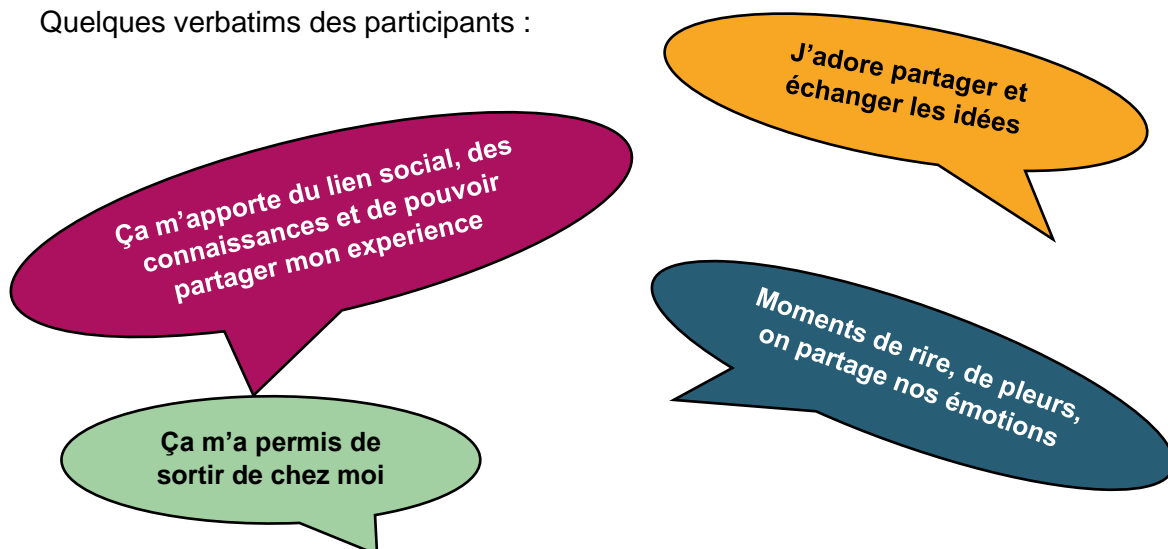 Quelques verbatims des participants :
J’adore partager et
échanger les idées
Ça m’apporte du lien social, des
connaissances et de pouvoir
partager mon experience
Moments de rire, de pleurs,
on partage nos émotions
Ça m’a permis de
sortir de chez moi